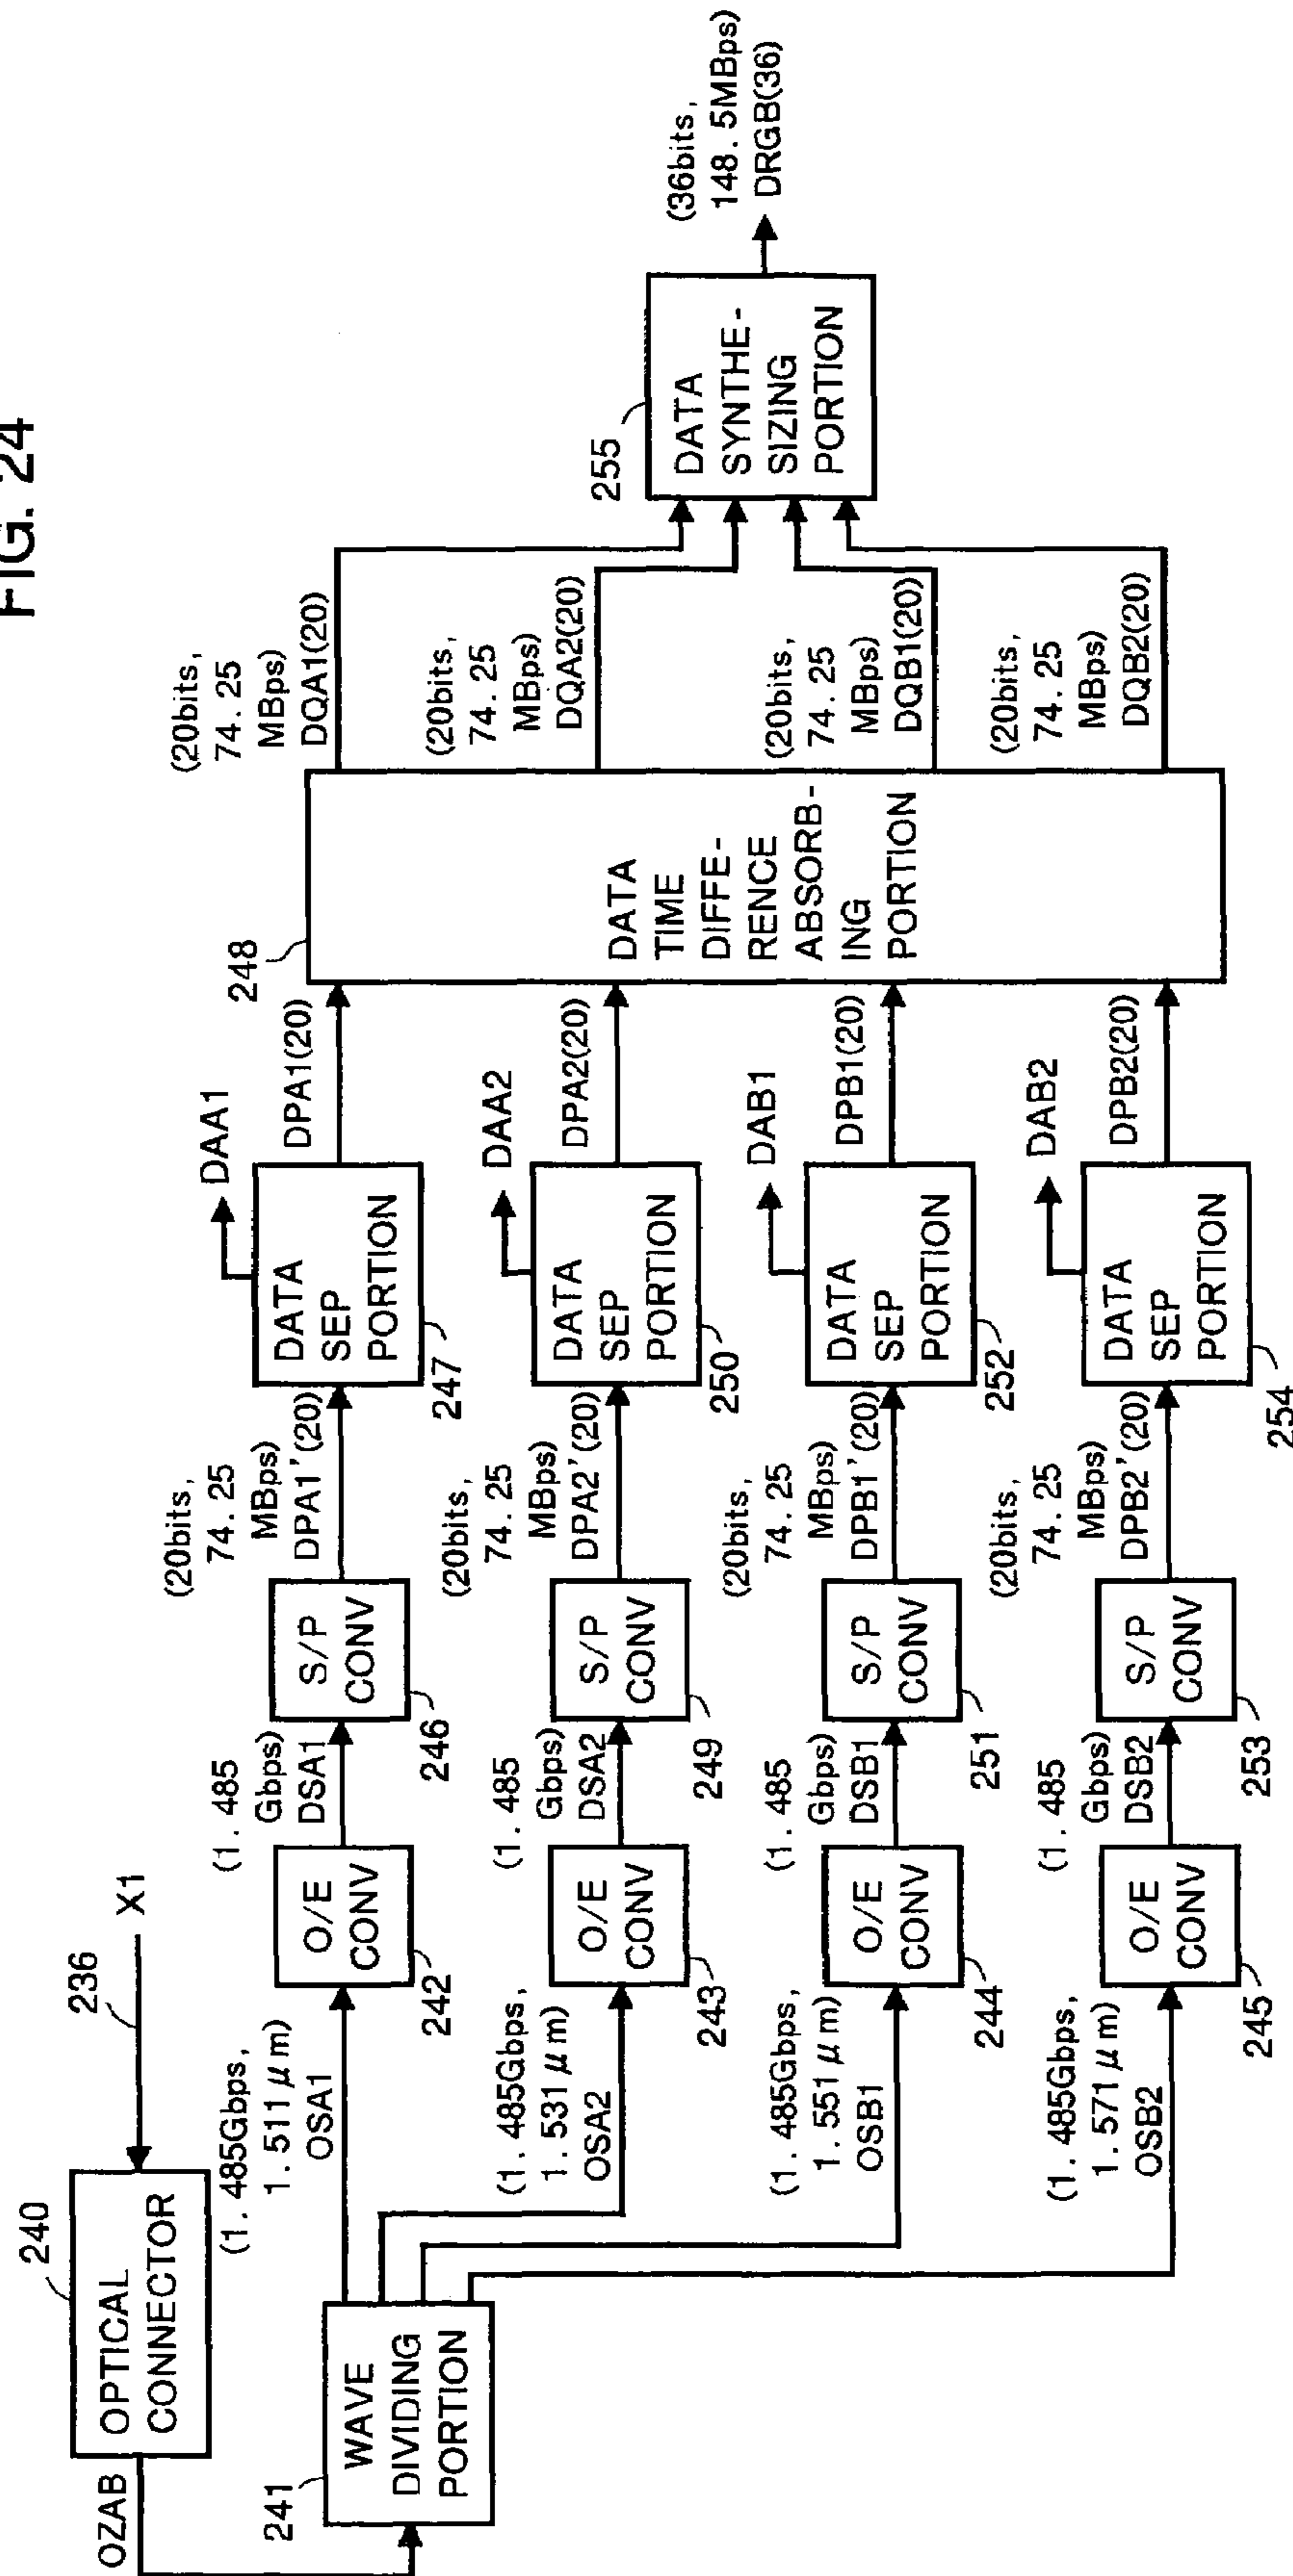 FIG. 24
240
OPTICAL
CONNECTOR
236
X1
OZAB
241
WAVE
DIVIDING
PORTION
(1. 485Gbps,
1. 511 μm)
OSA1
O/E
CONV
242
(1. 485
Gbps)
DSA1
S/P
CONV
246
(20bits,
74. 25
MBps)
DPA1'(20)
DATA
SEP
PORTION
247
DAA1
DPA1(20)
(1. 485Gbps,
1. 531 μm)
OSA2
O/E
CONV
243
(1. 485
Gbps)
DSA2
S/P
CONV
249
(20bits,
74. 25
MBps)
DPA2'(20)
DATA
SEP
PORTION
250
DAA2
DPA2(20)
(1. 485Gbps,
1. 551 μm)
OSB1
O/E
CONV
244
(1. 485
Gbps)
DSB1
S/P
CONV
251
(20bits,
74. 25
MBps)
DPB1'(20)
DATA
SEP
PORTION
252
DAB1
DPB1(20)
(1. 485Gbps,
1. 571 μm)
OSB2
O/E
CONV
245
(1. 485
Gbps)
DSB2
S/P
CONV
253
(20bits,
74. 25
MBps)
DPB2'(20)
DATA
SEP
PORTION
254
DAB2
DPB2(20)
248
DATA
TIME
DIFFE-
RENCE
ABSORB-
ING
PORTION
(20bits,
74. 25
MBps)
DQA1(20)
(20bits,
74. 25
MBps)
DQA2(20)
(20bits,
74. 25
MBps)
DQB1(20)
(20bits,
74. 25
MBps)
DQB2(20)
255
DATA
SYNTHE-
SIZING
PORTION
(36bits,
148. 5MBps)
DRGB(36)